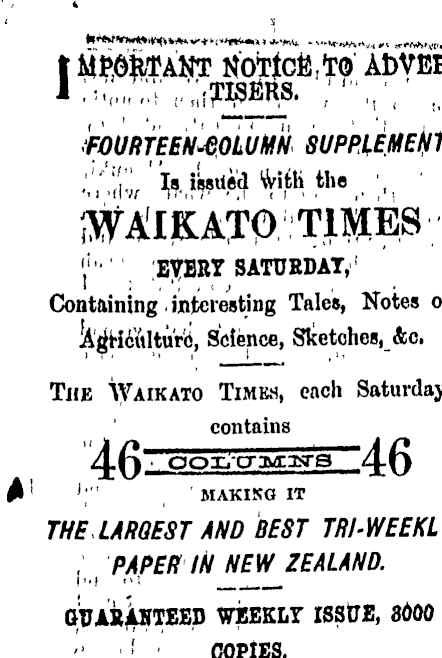 IMPORTANT NOTICE TO ADVER
TISERS.
FOURTEEN-COLUMN SUPPLEMENT
Is issued with the
WAIKATO TIMES
EVERY SATURDAY,
Containing interesting Tales, Notes o
Agriculture, Science, Sketches, &c.
THE WAIKATO TIMES, each Saturday
contains
46 COLUMNS 46
MAKING IT
THE LARGEST AND BEST TRI-WEEKL
PAPER IN NEW ZEALAND.
GUARANTEED WEEKLY ISSUE, 3000
COPIES.